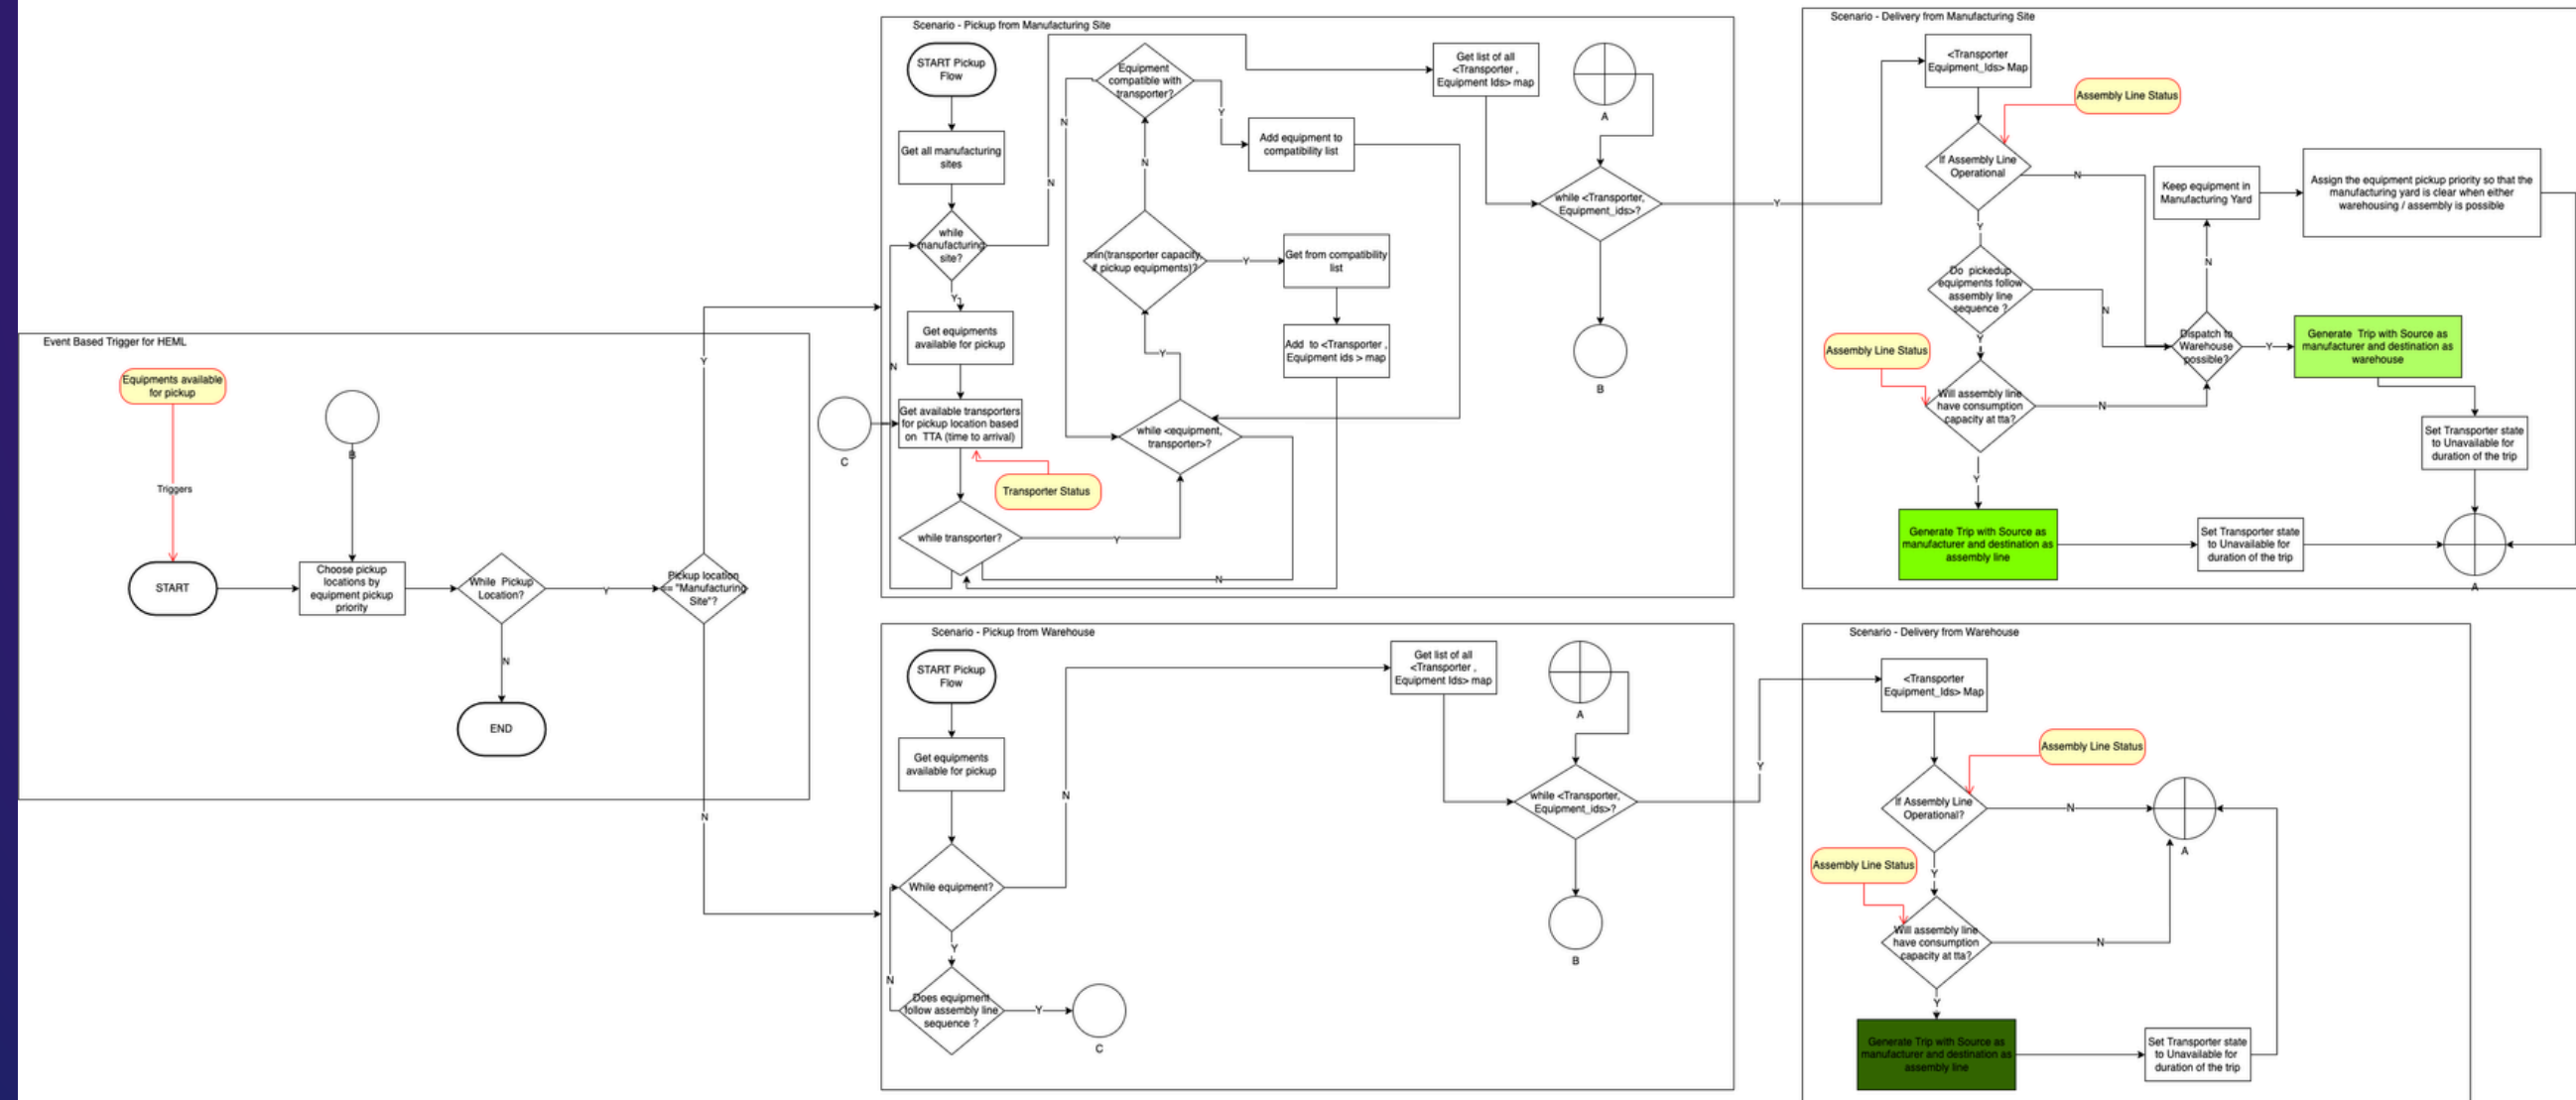 Event Based Trigger for HEML
Equipments available
for pickup
Triggers
B
START
Choose pickup
locations by
equipment pickup
priority
While Pickup
Location?
Y
N
END
Pickup location
== "Manufacturing
Site"?
Y
N
Scenario - Pickup from Manufacturing Site
START Pickup
Flow
Get all manufacturing
sites
while
manufacturing
site?
N
Y
Get equipments
available for pickup
N
C
Get available transporters
for pickup location based
on TTA (time to arrival)
Transporter Status
while transporter?
Y
N
Equipment
compatible with
transporter?
N
Y
Add equipment to
compatibility list
N
min(transporter capacity,
# pickup equipments)?
Y
Get from compatibility
list
Add to <Transporter ,
Equipment ids > map
Y
while <equipment,
transporter>?
Get list of all
<Transporter ,
Equipment Ids> map
A
while <Transporter,
Equipment_ids>?
Y
B
Scenario - Delivery from Manufacturing Site
<Transporter
Equipment_Ids> Map
Assembly Line Status
If Assembly Line
Operational
N
Y
Keep equipment in
Manufacturing Yard
Assign the equipment pickup priority so that the
manufacturing yard is clear when either
warehousing / assembly is possible
Do pickedup
equipments follow
assembly line
sequence ?
N
Y
N
Dispatch to
Warehouse
possible?
Y
Generate Trip with Source as
manufacturer and destination as
warehouse
Assembly Line Status
Will assembly line
have consumption
capacity at tta?
N
Y
Set Transporter state
to Unavailable for
duration of the trip
Generate Trip with Source as
manufacturer and destination as
assembly line
Set Transporter state
to Unavailable for
duration of the trip
A
Scenario - Pickup from Warehouse
START Pickup
Flow
Get equipments
available for pickup
While equipment?
N
Y
N
Does equipment
follow assembly line
sequence ?
Y
C
Get list of all
<Transporter ,
Equipment Ids> map
A
while <Transporter,
Equipment_ids>?
Y
B
Scenario - Delivery from Warehouse
<Transporter
Equipment_Ids> Map
Assembly Line Status
If Assembly Line
Operational?
N
A
Y
Assembly Line Status
Will assembly line
have consumption
capacity at tta?
N
Y
Generate Trip with Source as
manufacturer and destination as
assembly line
Set Transporter state
to Unavailable for
duration of the trip